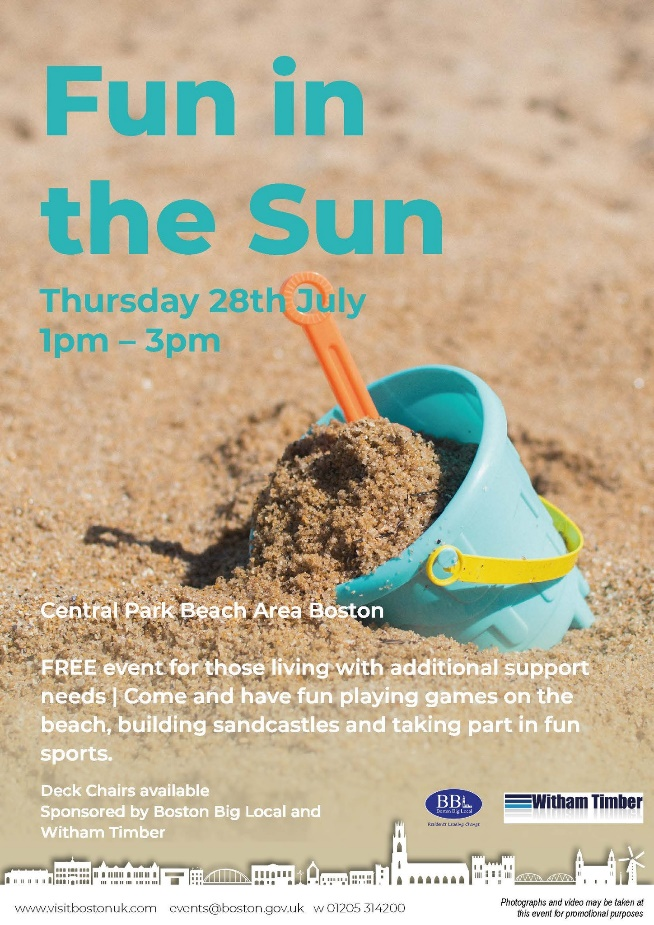 Fun in
the Sun
Thursday 28th July
1pm – 3pm
Central Park Beach Area Boston
FREE event for those living with additional support
needs | Come and have fun playing games on the
beach, building sandcastles and taking part in fun
sports.
Deck Chairs available
Sponsored by Boston Big Local and
Witham Timber
BBL
Boston Big Local
Witham Timber
www.visitbostonuk.com events@boston.gov.uk w 01205 314200
Photographs and video may be taken at
this event for promotional purposes